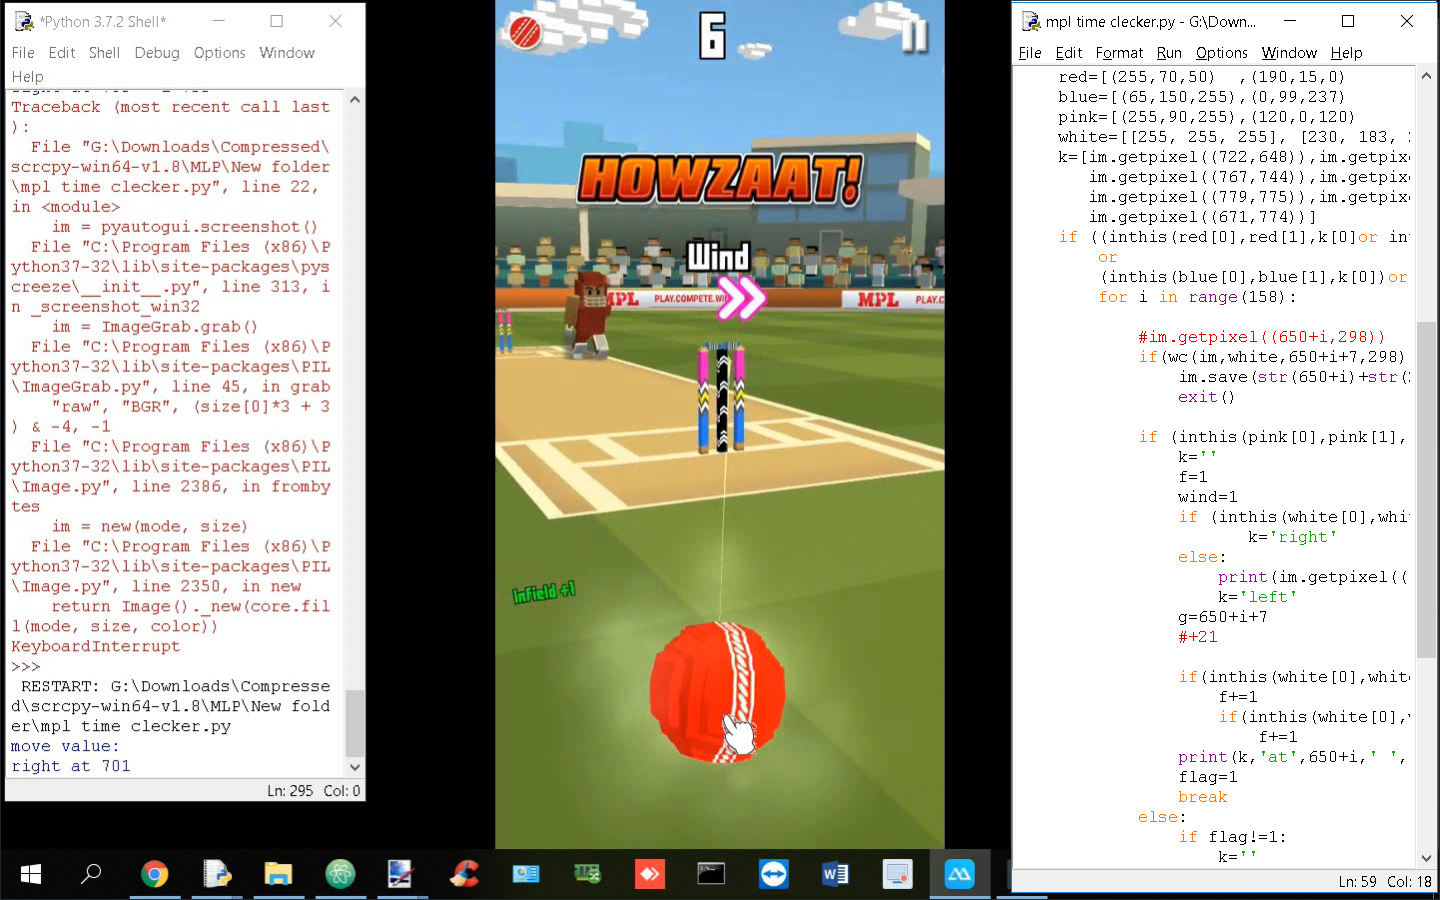 *Python 3.7.2 Shell*
File Edit Shell Debug Options Window
Help
Traceback (most recent call last
):
File "G:\Downloads\Compressed\
scrcpy-win64-v1.8\MLP\New folder
\mpl time clecker.py", line 22,
in <module>
im = pyautogui.screenshot()
File "C:\Program Files (x86)\P
ython37-32\lib\site-packages\pys
creeze\__init__.py", line 313, i
n _screenshot_win32
im = ImageGrab.grab()
File "C:\Program Files (x86)\P
ython37-32\lib\site-packages\PIL
\ImageGrab.py", line 45, in grab
"raw", "BGR", (size[0]*3 + 3
) & -4, -1
File "C:\Program Files (x86)\P
ython37-32\lib\site-packages\PIL
\Image.py", line 2386, in fromby
tes
im = new(mode, size)
File "C:\Program Files (x86)\P
ython37-32\lib\site-packages\PIL
\Image.py", line 2350, in new
return Image()._new(core.fil
l(mode, size, color))
KeyboardInterrupt
>>>
RESTART: G:\Downloads\Compresse
d\scrcpy-win64-v1.8\MLP\New fold
er\mpl time clecker.py
move value:
right at 701
Ln: 295 Col: 0
6
HOWZAAT!
Wind
MPL PLAY.COMPETE.WI
MPL PLAY.C
Infield +1
mpl time clecker.py - G:\Down...
File Edit Format Run Options Window Help
red=[(255,70,50) ,(190,15,0)
blue=[(65,150,255),(0,99,237)
pink=[(255,90,255),(120,0,120)
white=[[255, 255, 255], [230, 183,
k=[im.getpixel((722,648)),im.getpix
im.getpixel((767,744)),im.getpix
im.getpixel((779,775)),im.getpix
im.getpixel((671,774))]
if ((inthis(red[0],red[1],k[0]or in
or
(inthis(blue[0],blue[1],k[0])or
for i in range(158):
#im.getpixel((650+i,298))
if(wc(im,white,650+i+7,298)
im.save(str(650+i)+str(
exit()
if (inthis(pink[0],pink[1],
k=''
f=1
wind=1
if (inthis(white[0],whi
k='right'
else:
print(im.getpixel((
k='left'
g=650+i+7
#+21
if(inthis(white[0],whit
f+=1
if(inthis(white[0],
f+=1
print(k,'at',650+i,' ',
flag=1
break
else:
if flag!=1:
k=''
Ln: 59 Col: 18